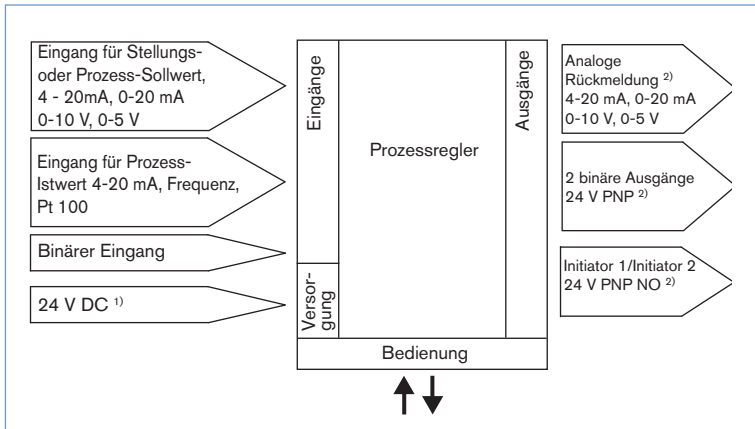 Eingang für Stellungs-
oder Prozess-Sollwert,
4 - 20mA, 0-20 mA
0-10 V, 0-5 V
Eingang für Prozess-
Istwert 4-20 mA, Frequenz,
Pt 100
Binärer Eingang
24 V DC 1)
Eingänge
Versor-
gung
Prozessregler
Bedienung
Ausgänge
Analoge
Rückmeldung 2)
4-20 mA, 0-20 mA
0-10 V, 0-5 V
2 binäre Ausgänge
24 V PNP 2)
Initiator 1/Initiator 2
24 V PNP NO 2)